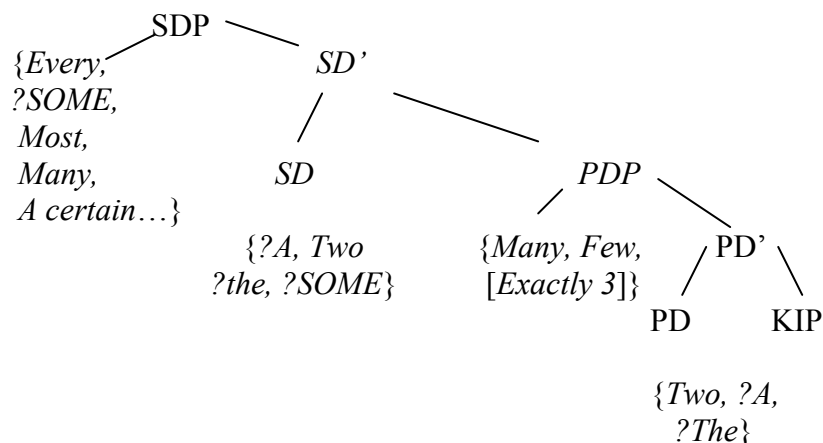 SDP
{Every, SD’
?SOME,
Most,
Many, SD PDP
A certain…}
{?A, Two {Many, Few, PD’
?the, ?SOME} [Exactly 3]}
PD KIP
{Two, ?A,
?The}